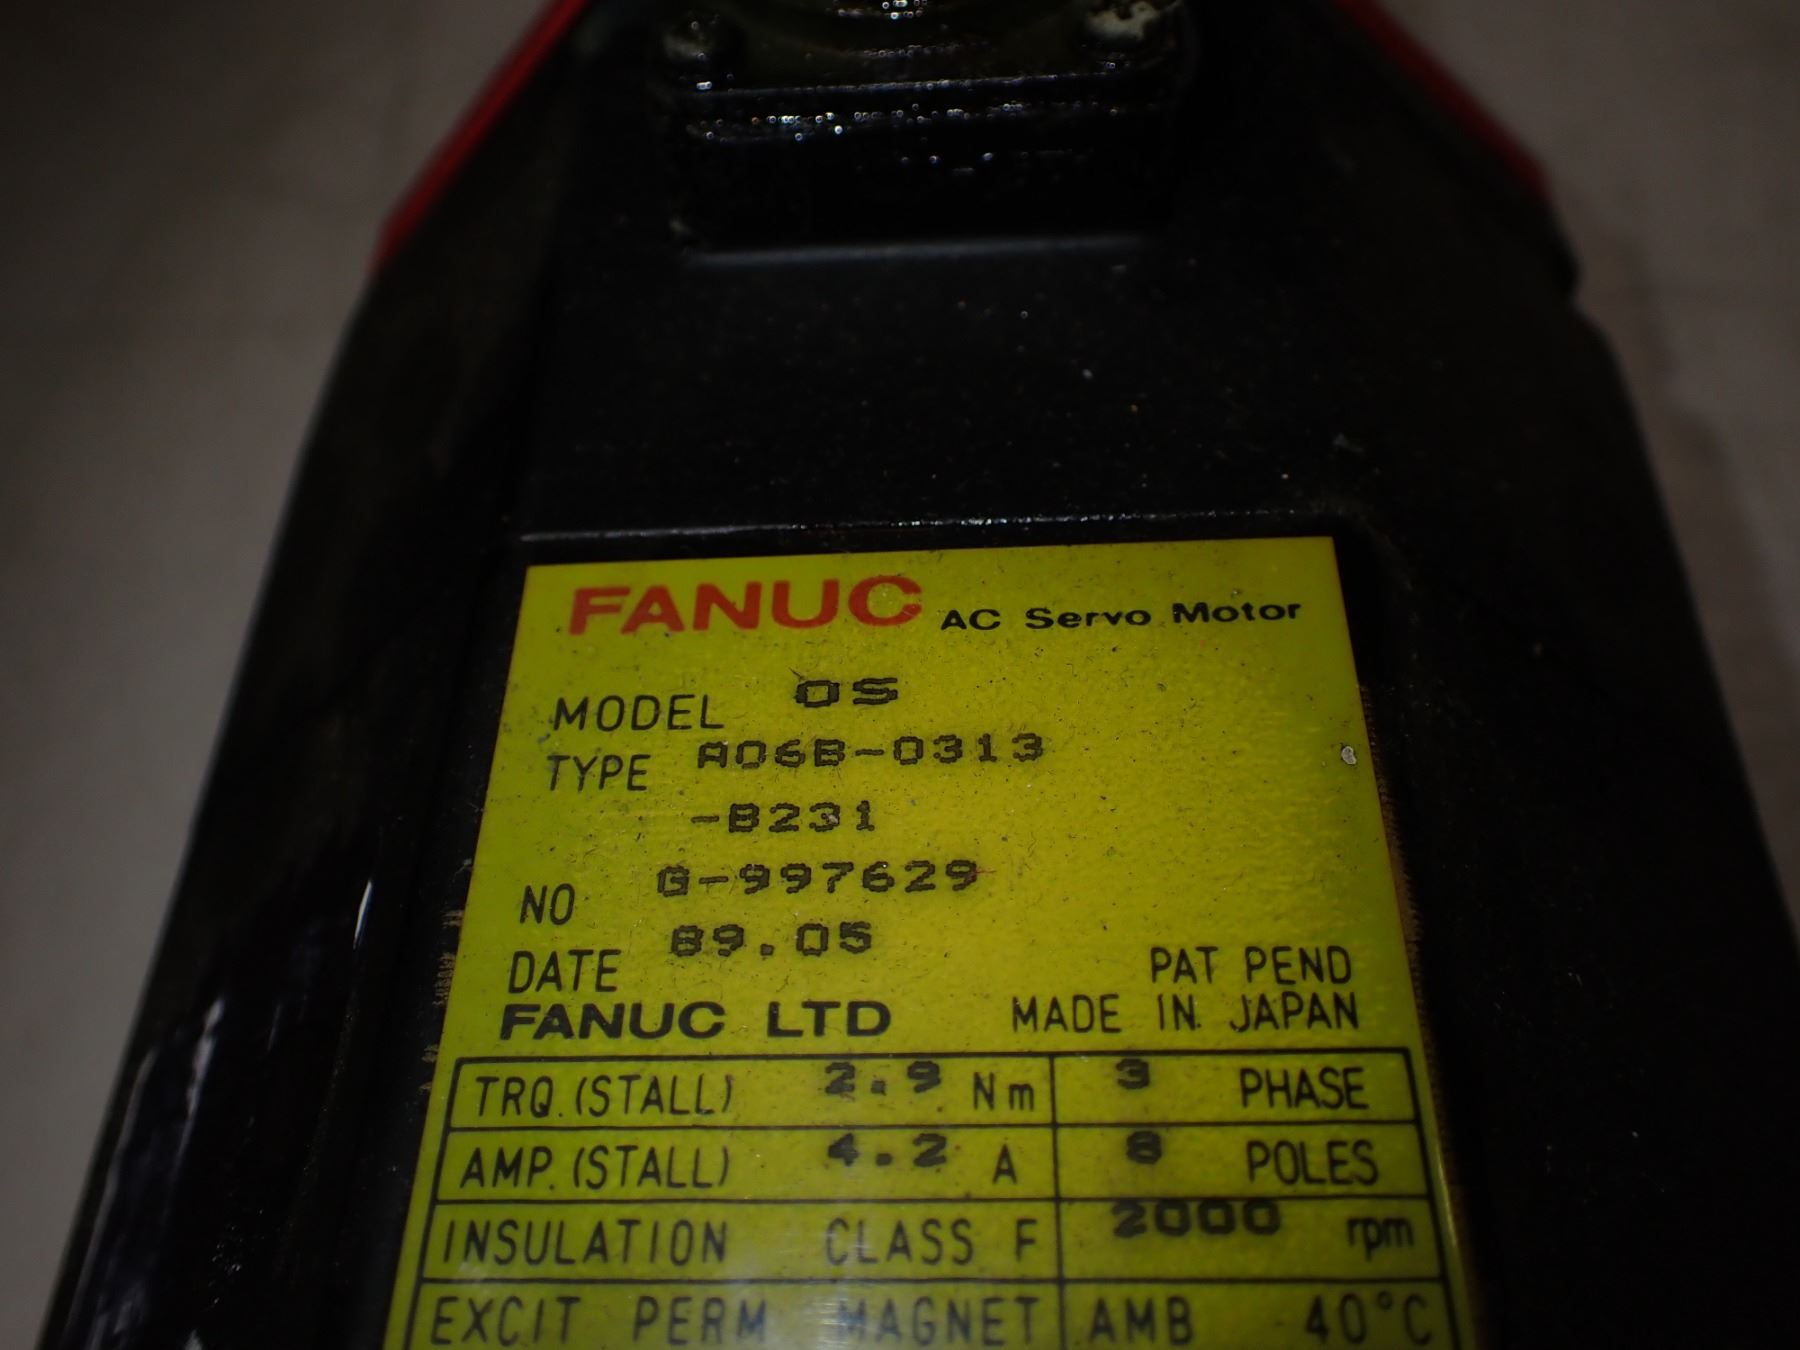 FANUC AC Servo Motor
MODEL 0S
TYPE A06B-0313
-B231
NO G-997629
DATE 89.05
PAT PEND
FANUC LTD MADE IN JAPAN
TRQ.(STALL) 2.9 Nm 3 PHASE
AMP.(STALL) 4.2 A 8 POLES
INSULATION CLASS F 2000 rpm
EXCIT PERM MAGNET AMB 40°C